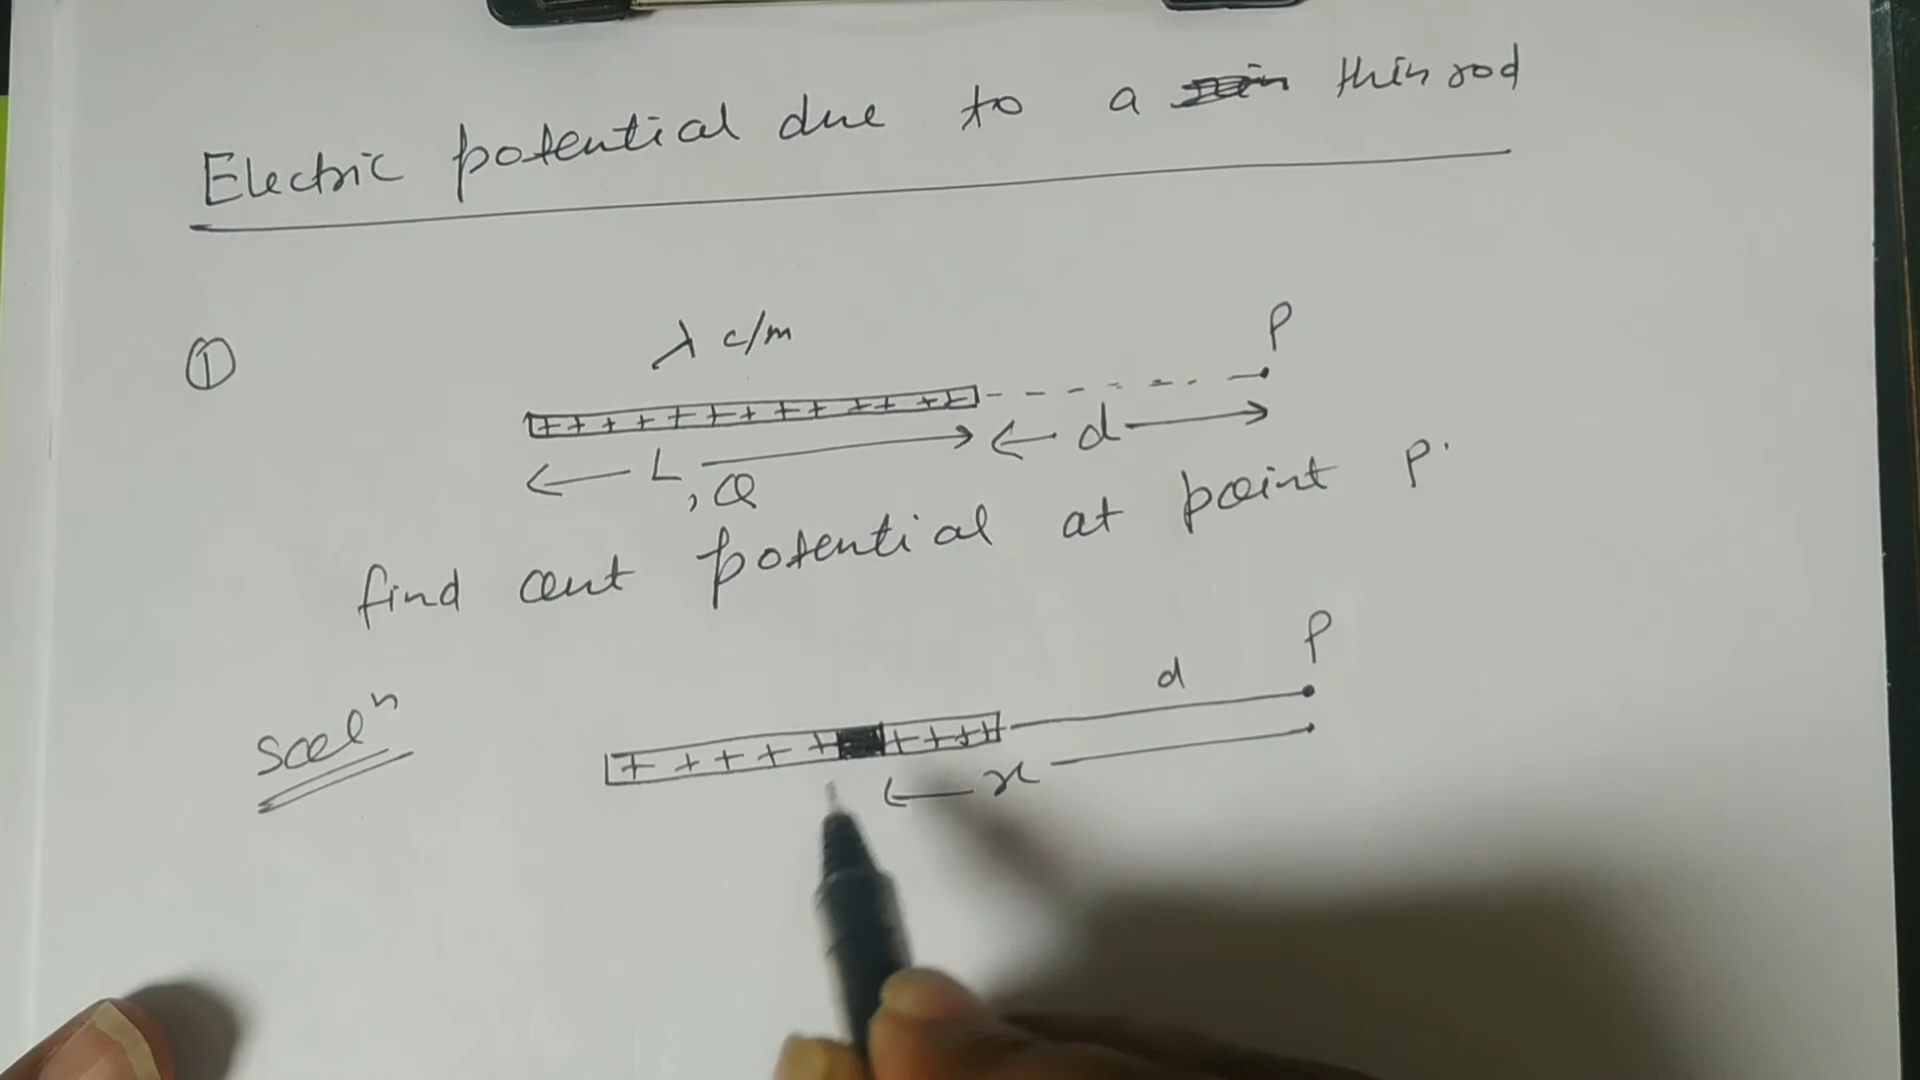 Electric potential due to a thin rod
①
λ c/m
P
+ + + + + + + + + + + +
L, Q
d
find out potential at point P.
Solⁿ
P
d
+ + + + + + + + +
x